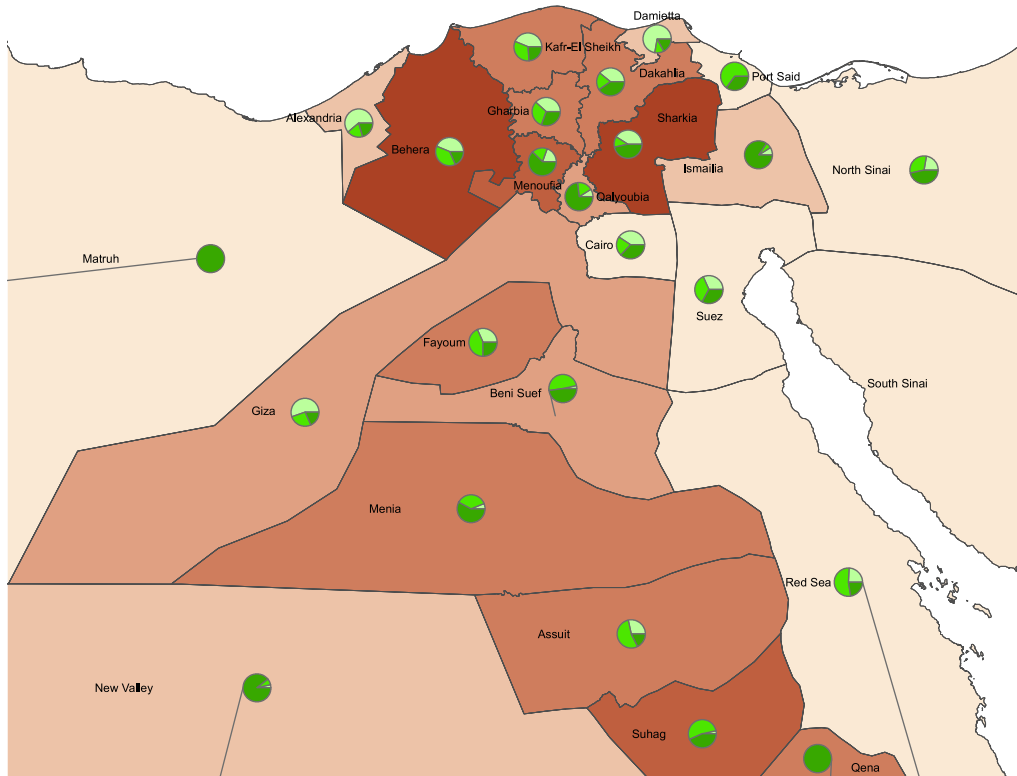 Damietta
Kafr-El Sheikh
Dakahlia
Port Said
Gharbia
Alexandria
Sharkia
Behera
Ismailia
North Sinai
Menoufia
Qalyoubia
Cairo
Matruh
Suez
Fayoum
South Sinai
Beni Suef
Giza
Menia
Red Sea
Assuit
New Valley
Suhag
Qena